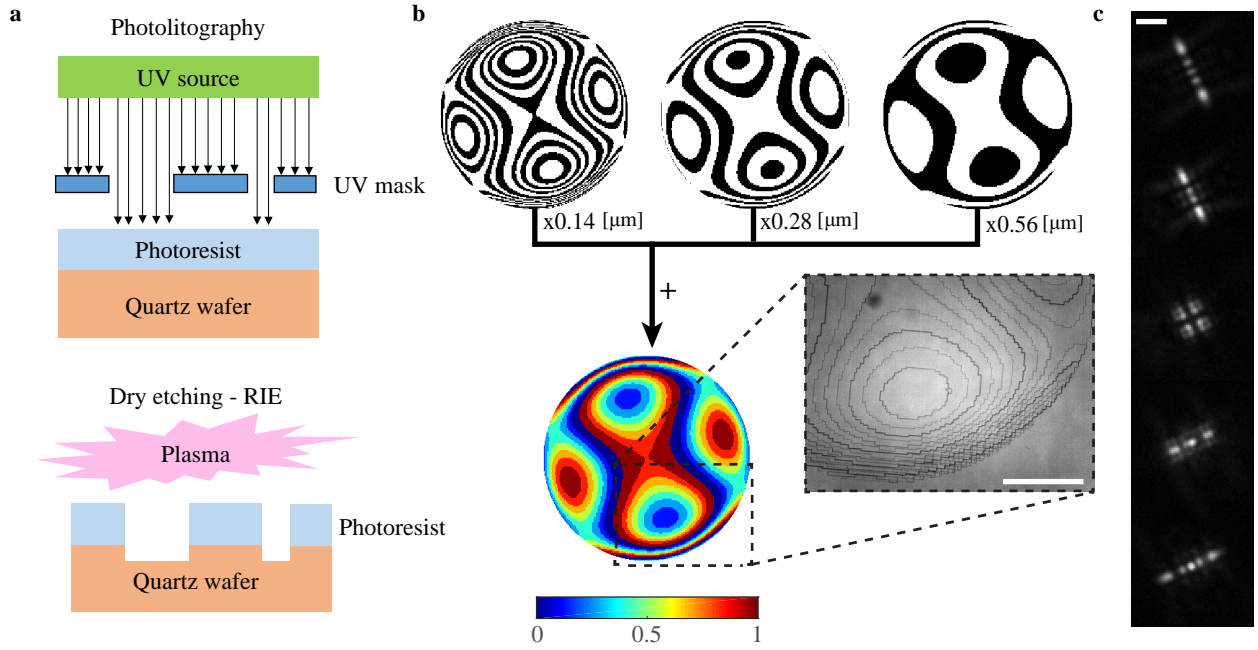 a
Photolitography
UV source
UV mask
Photoresist
Quartz wafer
Dry etching - RIE
Plasma
Photoresist
Quartz wafer
b
x0.14 [μm]
x0.28 [μm]
x0.56 [μm]
+
0
0.5
1
c